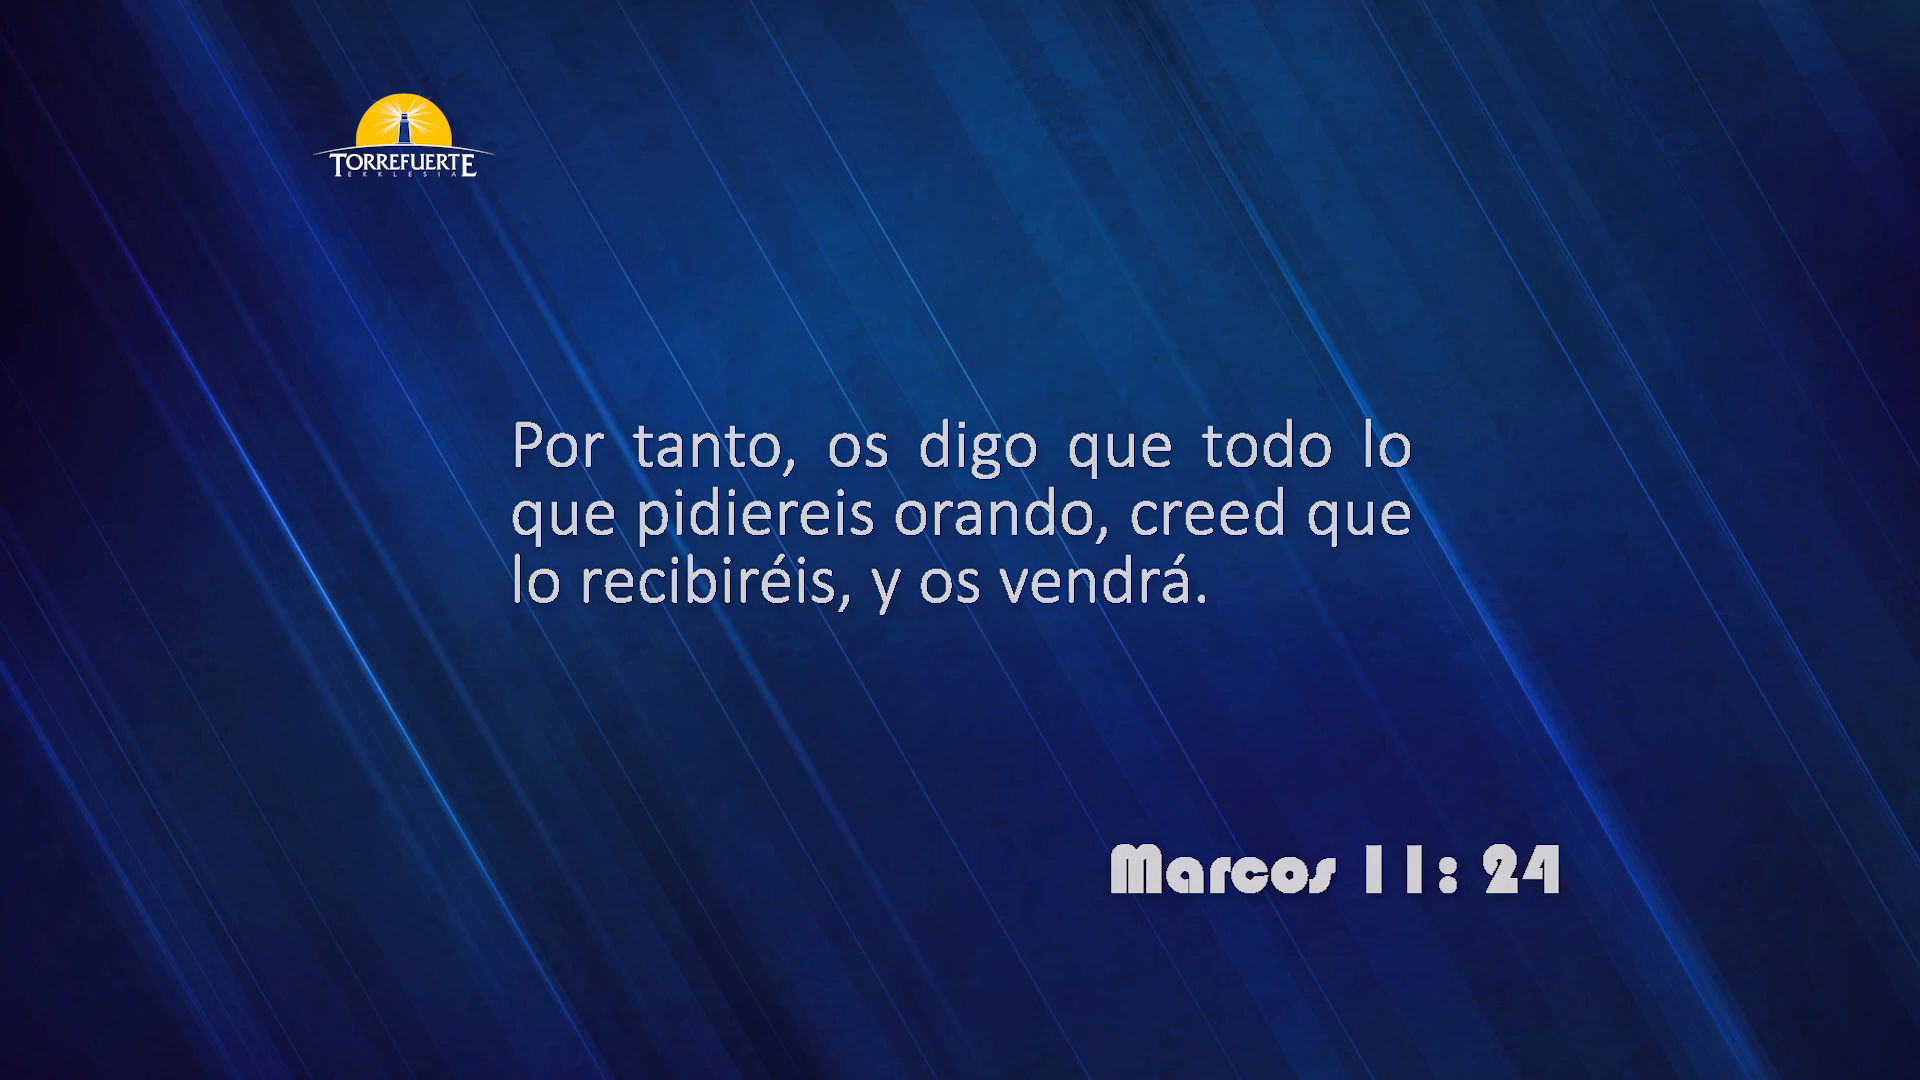 TORREFUERTE
EKKLESIA
Por tanto, os digo que todo lo
que pidiereis orando, creed que
lo recibiréis, y os vendrá.
Marcos 11: 24